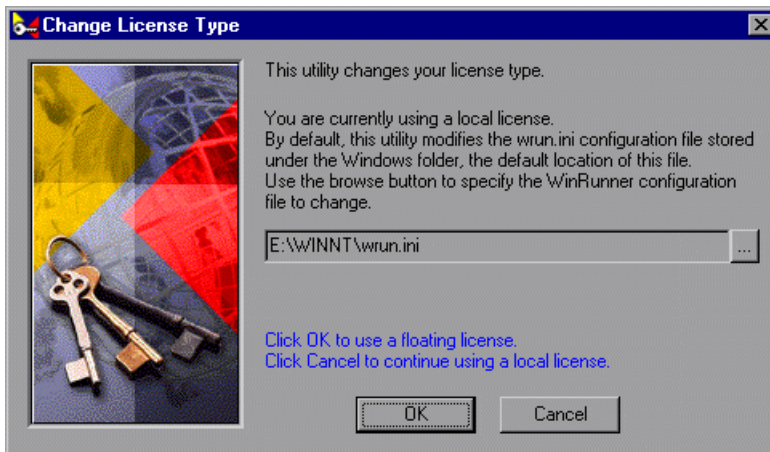 Change License Type
This utility changes your license type.
You are currently using a local license.
By default, this utility modifies the wrun.ini configuration file stored
under the Windows folder, the default location of this file.
Use the browse button to specify the WinRunner configuration
file to change.
E:\WINNT\wrun.ini
...
Click OK to use a floating license.
Click Cancel to continue using a local license.
OK
Cancel